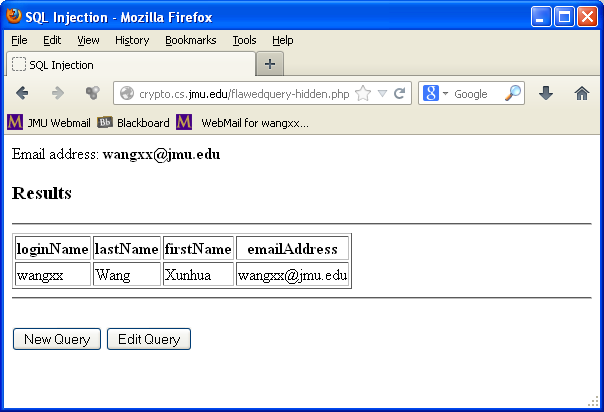 SQL Injection - Mozilla Firefox
File Edit View History Bookmarks Tools Help
SQL Injection +
crypto.cs.jmu.edu/flawedquery-hidden.php Google
JMU Webmail Bb Blackboard M WebMail for wangxx...
Email address: wangxx@jmu.edu
Results
loginName lastName firstName emailAddress
wangxx Wang Xunhua wangxx@jmu.edu
New Query Edit Query